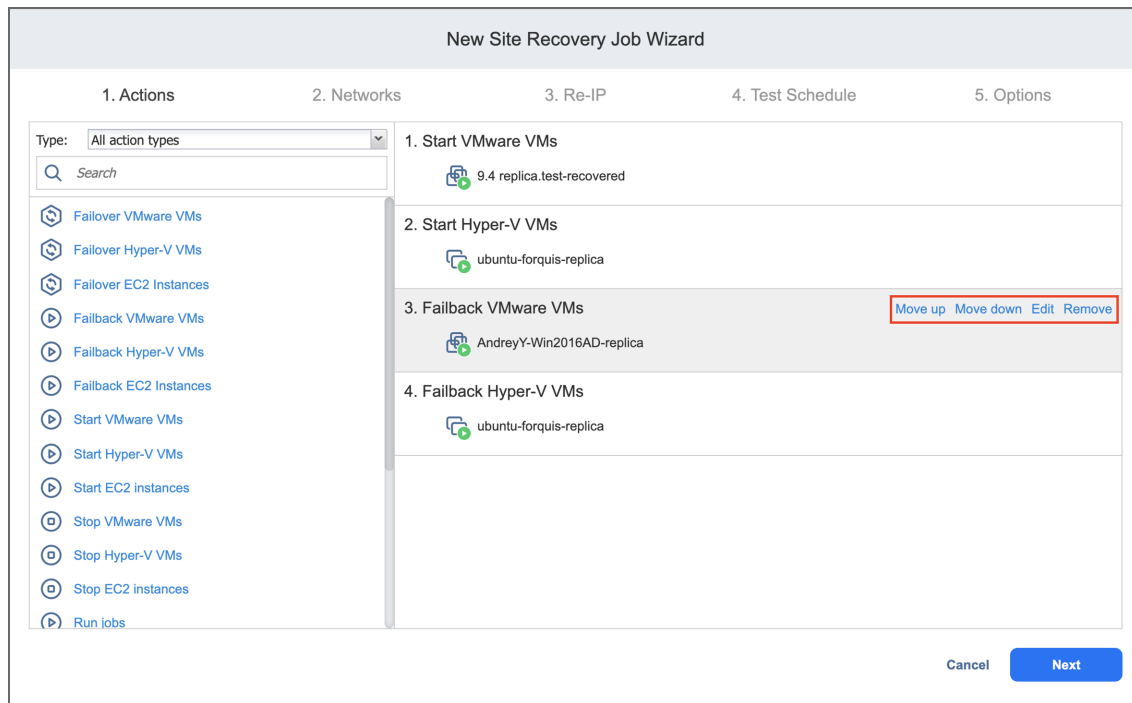 New Site Recovery Job Wizard
1. Actions
2. Networks
3. Re-IP
4. Test Schedule
5. Options
Type: All action types
Search
Failover VMware VMs
Failover Hyper-V VMs
Failover EC2 Instances
Failback VMware VMs
Failback Hyper-V VMs
Failback EC2 Instances
Start VMware VMs
Start Hyper-V VMs
Start EC2 instances
Stop VMware VMs
Stop Hyper-V VMs
Stop EC2 instances
Run jobs
1. Start VMware VMs
9.4 replica.test-recovered
2. Start Hyper-V VMs
ubuntu-forquis-replica
3. Failback VMware VMs
Move up Move down Edit Remove
AndreyY-Win2016AD-replica
4. Failback Hyper-V VMs
ubuntu-forquis-replica
Cancel
Next